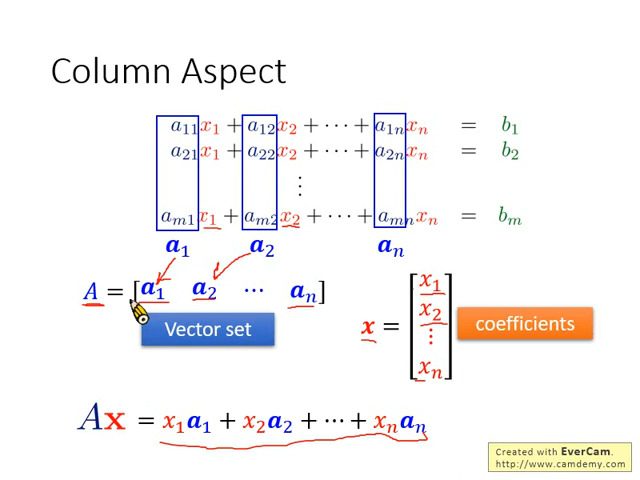 Column Aspect
a₁₁x₁ + a₁₂x₂ + ··· + a₁ₙxₙ = b₁
a₂₁x₁ + a₂₂x₂ + ··· + a₂ₙxₙ = b₂
⋮
aₘ₁x₁ + aₘ₂x₂ + ··· + aₘₙxₙ = bₘ
a₁ a₂ aₙ
A = [a₁ a₂ ··· aₙ]
Vector set
x = [x₁ x₂ ⋮ xₙ]
coefficients
Ax = x₁a₁ + x₂a₂ + ··· + xₙaₙ
Created with EverCam.
http://www.camdemy.com